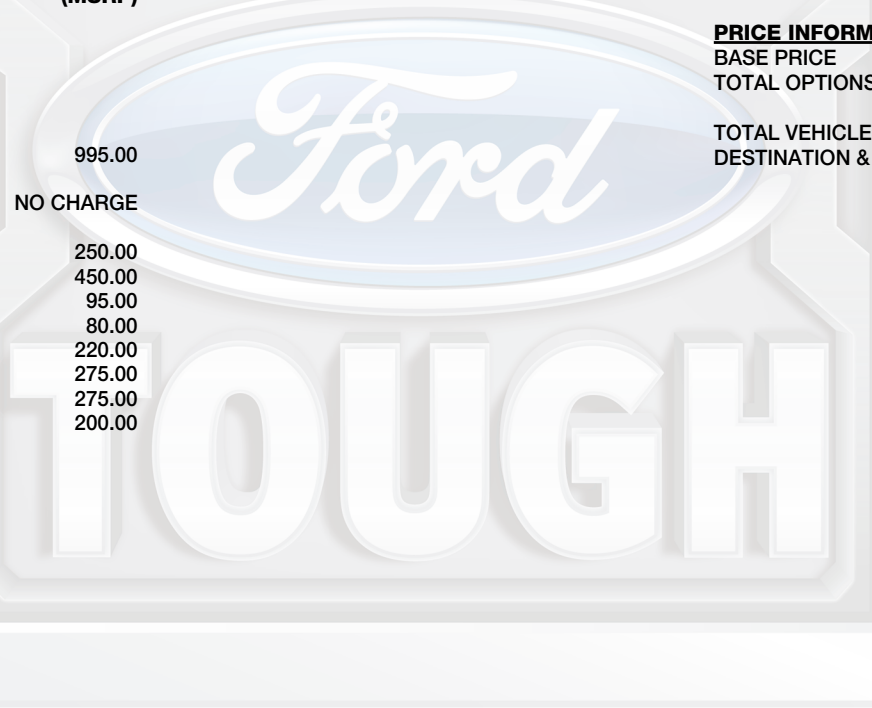 (MSRP)
995.00
NO CHARGE
250.00
450.00
95.00
80.00
220.00
275.00
275.00
200.00
PRICE INFORM
BASE PRICE
TOTAL OPTIONS
TOTAL VEHICLE
DESTINATION &
Ford
TOUGH